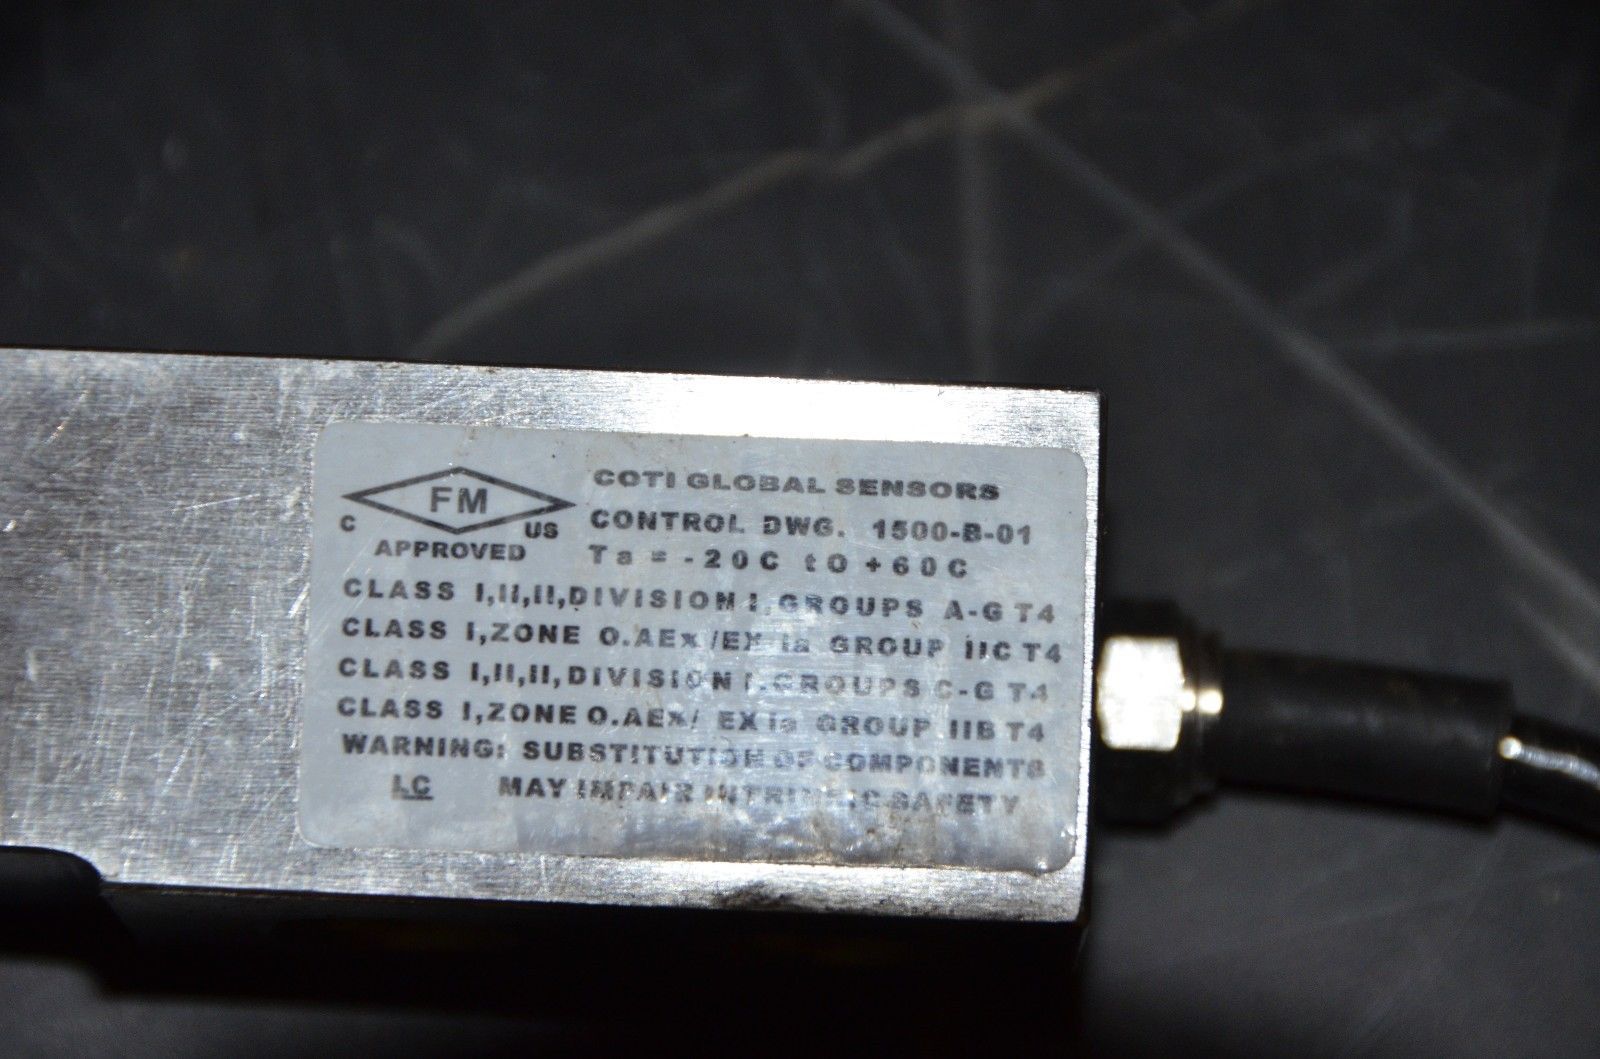 FM
C US
APPROVED
COTI GLOBAL SENSORS
CONTROL DWG. 1500-B-01
Ta = -20C tO +60C
CLASS I,II,II,DIVISION I,GROUPS A-G T4
CLASS I,ZONE O.AEx/EX ia GROUP IIC T4
CLASS I,II,II,DIVISION I.GROUPS C-G T4
CLASS I,ZONE O.AEx/ EX ia GROUP IIB T4
WARNING: SUBSTITUTION OF COMPONENTS
LC MAY IMPAIR INTRINSIC SAFETY